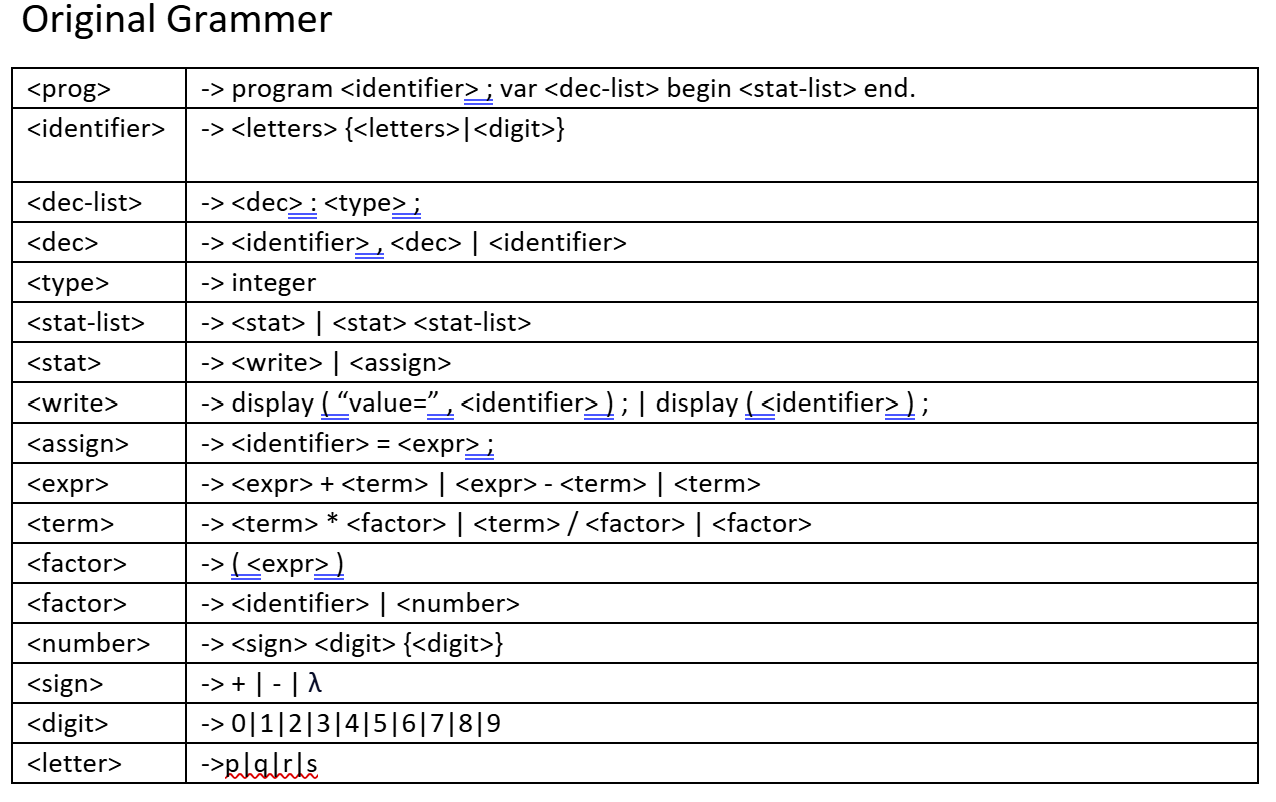 Original Grammer
<prog> -> program <identifier> ; var <dec-list> begin <stat-list> end.
<identifier> -> <letters> {<letters>|<digit>}
<dec-list> -> <dec> : <type> ;
<dec> -> <identifier> , <dec> | <identifier>
<type> -> integer
<stat-list> -> <stat> | <stat> <stat-list>
<stat> -> <write> | <assign>
<write> -> display ( “value=” , <identifier> ) ; | display ( <identifier> ) ;
<assign> -> <identifier> = <expr> ;
<expr> -> <expr> + <term> | <expr> - <term> | <term>
<term> -> <term> * <factor> | <term> / <factor> | <factor>
<factor> -> ( <expr> )
<factor> -> <identifier> | <number>
<number> -> <sign> <digit> {<digit>}
<sign> -> + | - | λ
<digit> -> 0|1|2|3|4|5|6|7|8|9
<letter> ->p|q|r|s